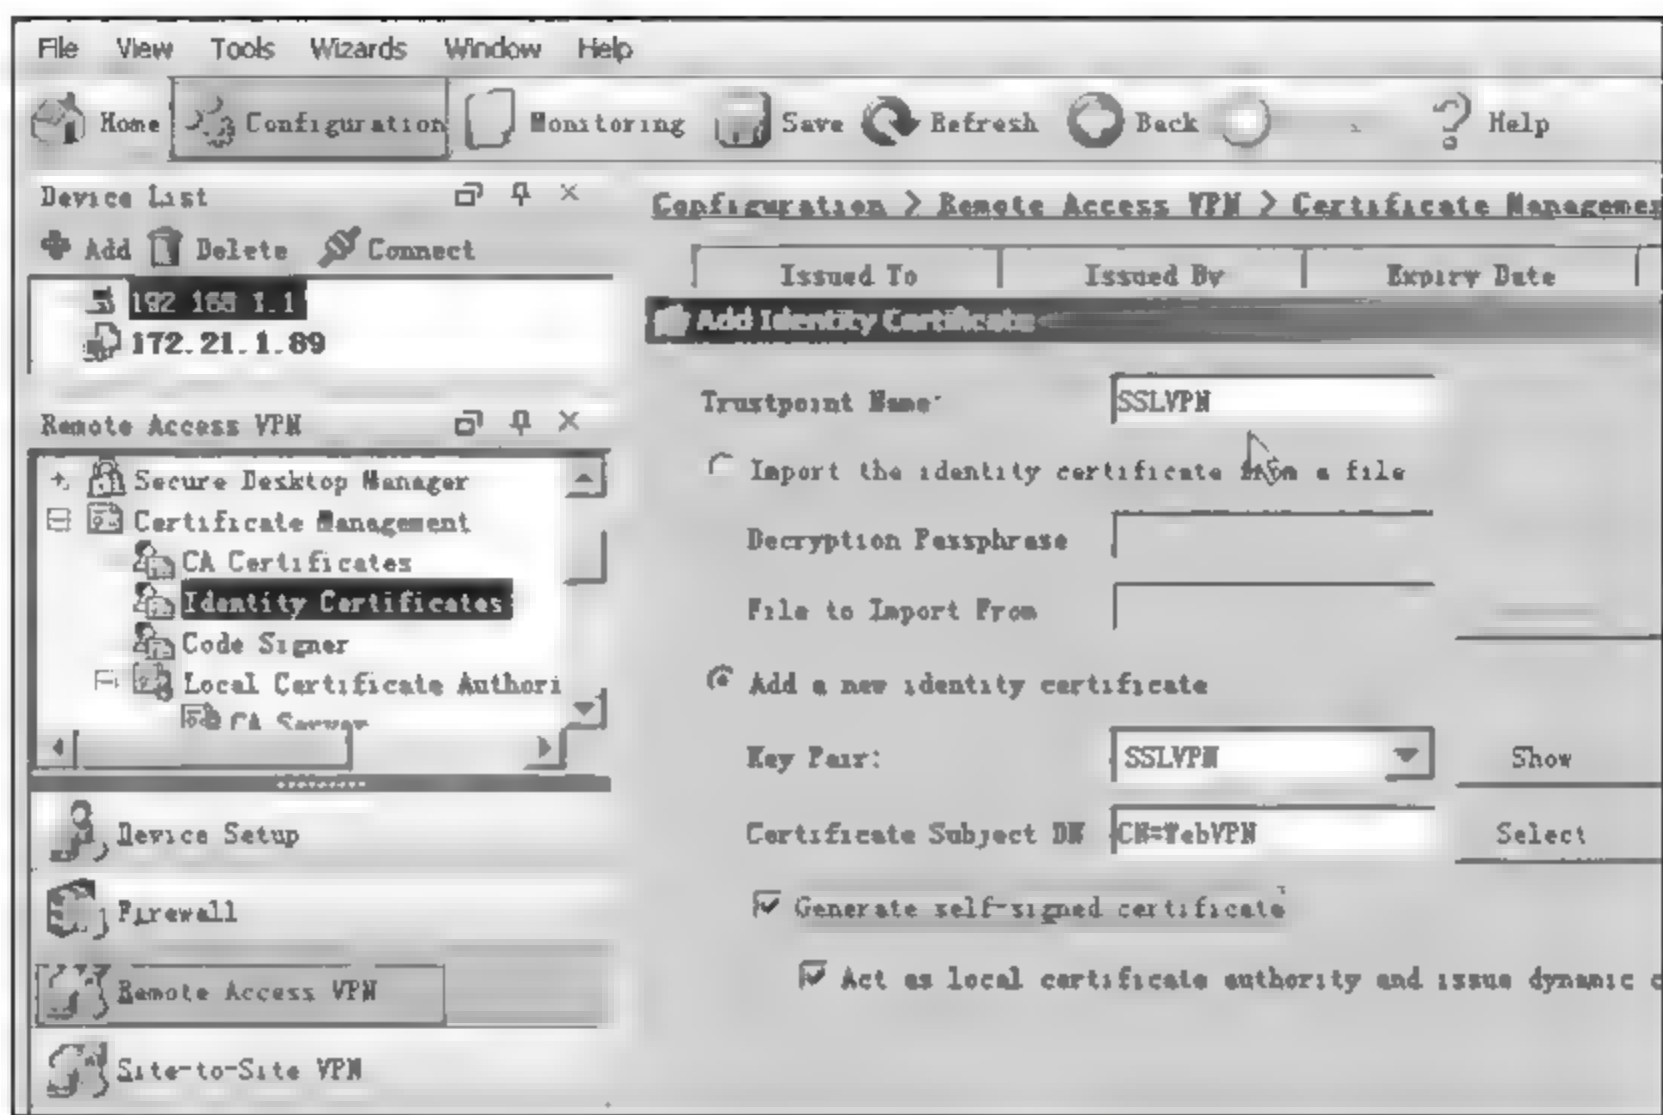 File View Tools Wizards Window Help
Home Configuration Monitoring Save Refresh Back Help
Device List
Add Delete Connect
192.168.1.1
172.21.1.89
Remote Access VPN
Secure Desktop Manager
Certificate Management
CA Certificates
Identity Certificates
Code Signer
Local Certificate Authori
CA Server
Device Setup
Firewall
Remote Access VPN
Site-to-Site VPN
Configuration > Remote Access VPN > Certificate Managemen
Issued To Issued By Expiry Date
Add Identity Certificate
Trustpoint Name: SSLVPN
Import the identity certificate from a file
Decryption Passphrase
File to Import From
Add a new identity certificate
Key Pair: SSLVPN Show
Certificate Subject DN CN=WebVPN Select
Generate self-signed certificate
Act as local certificate authority and issue dynamic c